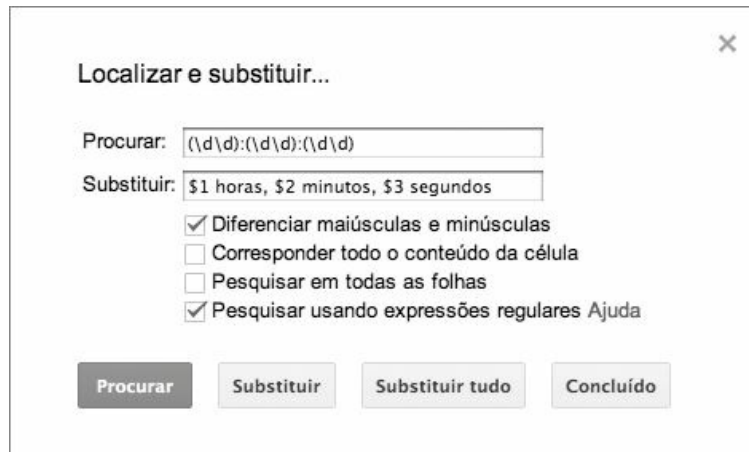 ×
Localizar e substituir...
Procurar: (\d\d):(\d\d):(\d\d)
Substituir: $1 horas, $2 minutos, $3 segundos
Diferenciar maiúsculas e minúsculas
Corresponder todo o conteúdo da célula
Pesquisar em todas as folhas
Pesquisar usando expressões regulares Ajuda
Procurar Substituir Substituir tudo Concluído